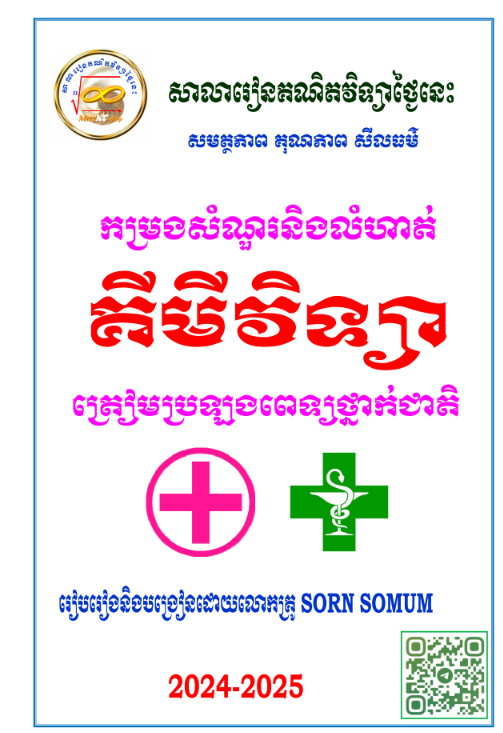 សាលារៀនគណិតវិទ្យាថ្ងៃនេះ
សមត្ថភាព គុណភាព សីលធម៌
កម្រងសំណួរនិងលំហាត់
គីមីវិទ្យា
ត្រៀមប្រឡងពេទ្យថ្នាក់ជាតិ
រៀបរៀងនិងបង្រៀនដោយលោកគ្រូ SORN SOMUM
2024-2025